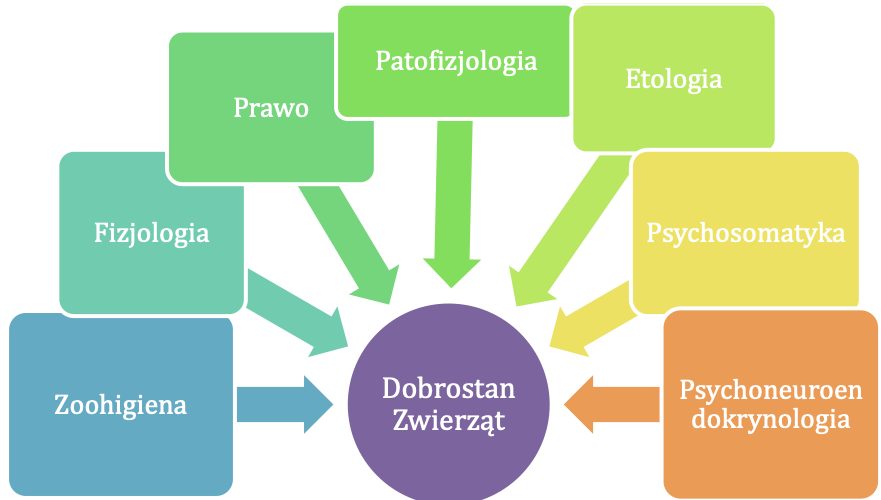 Patofizjologia
Etologia
Prawo
Fizjologia
Psychosomatyka
Zoohigiena
Dobrostan
Zwierząt
Psychoneuroen
dokrynologia